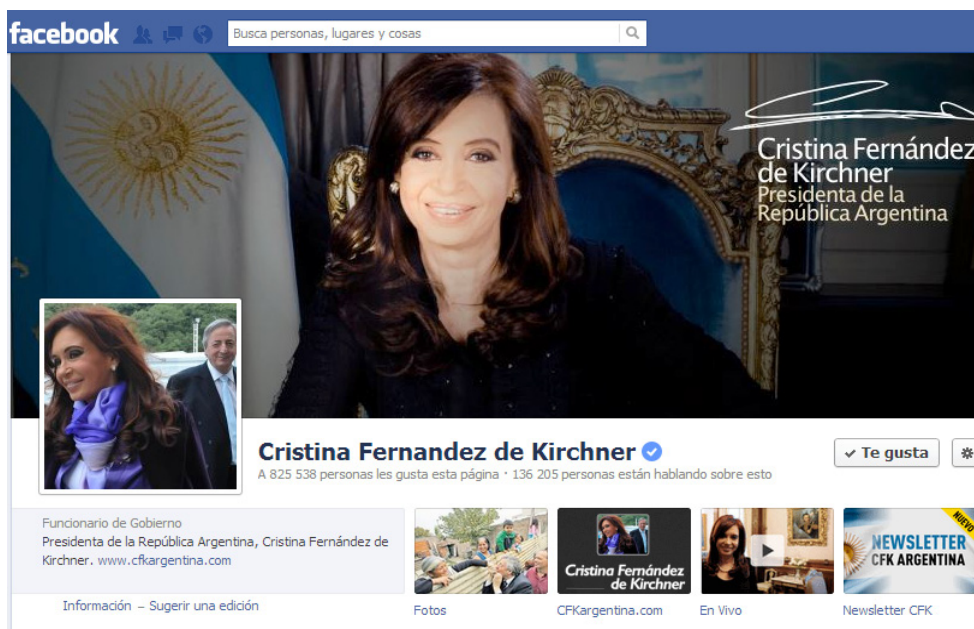 facebook
Busca personas, lugares y cosas
Cristina Fernández
de Kirchner
Presidenta de la
República Argentina
Cristina Fernandez de Kirchner
A 825 538 personas les gusta esta página · 136 205 personas están hablando sobre esto
Te gusta
Funcionario de Gobierno
Presidenta de la República Argentina, Cristina Fernández de
Kirchner. www.cfkargentina.com
Información – Sugerir una edición
Cristina Fernández
de Kirchner
NUEVO
NEWSLETTER
CFK ARGENTINA
Fotos
CFKargentina.com
En Vivo
Newsletter CFK